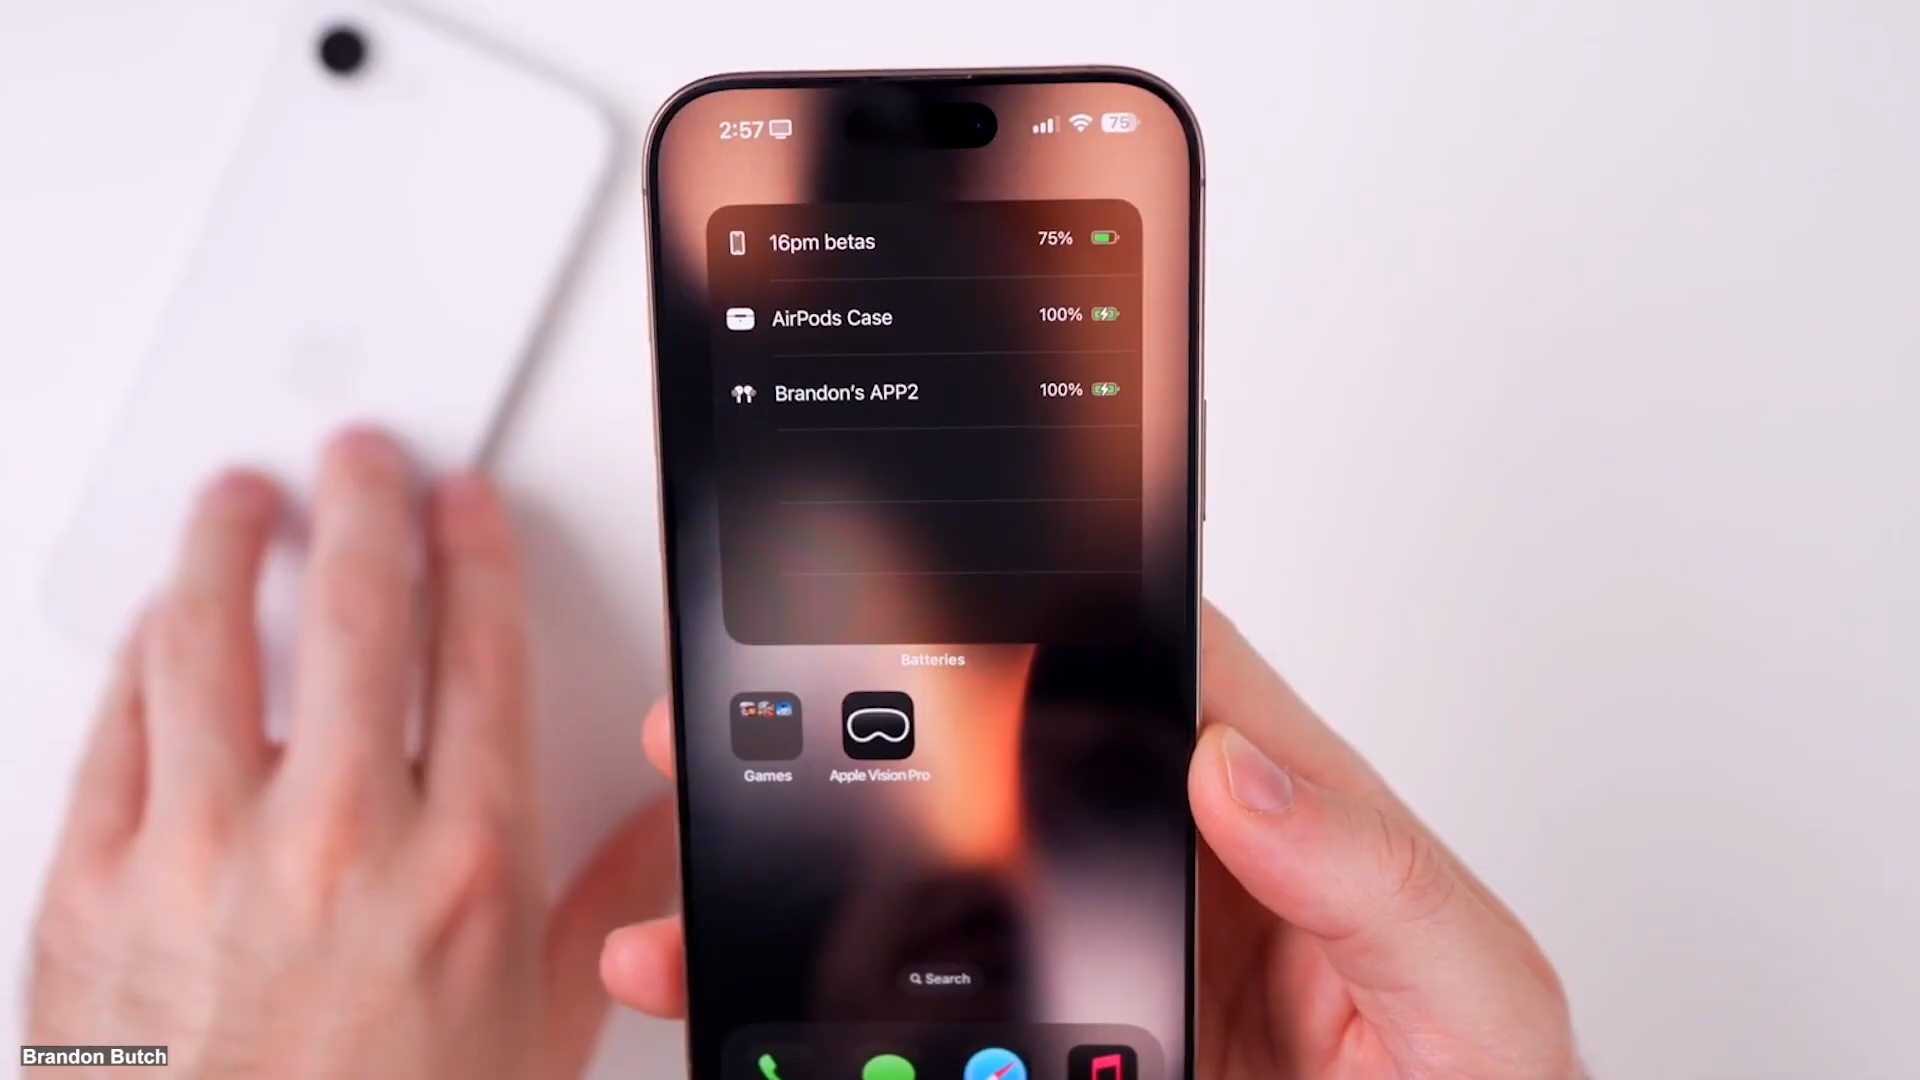 2:57
75
16pm betas 75%
AirPods Case 100%
Brandon's APP2 100%
Batteries
Games
Apple Vision Pro
Search
Brandon Butch